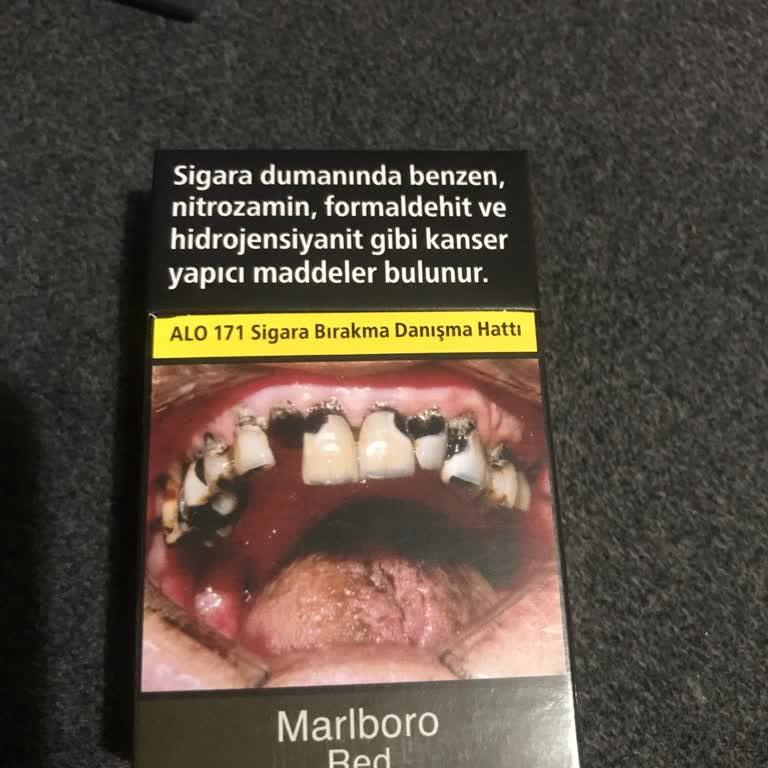 Sigara dumanında benzen,
nitrozamin, formaldehit ve
hidrojensiyanit gibi kanser
yapıcı maddeler bulunur.
ALO 171 Sigara Bırakma Danışma Hattı
Marlboro
Red